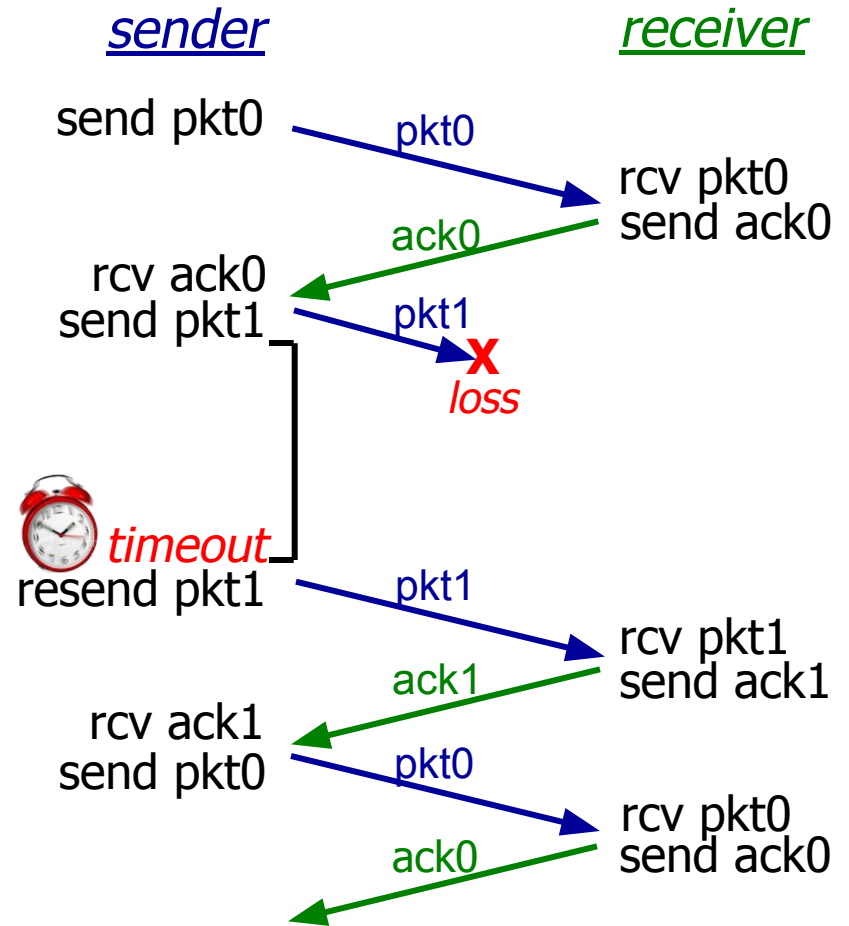 sender
receiver
send pkt0
pkt0
rcv pkt0
send ack0
ack0
rcv ack0
send pkt1
pkt1
X
loss
timeout
resend pkt1
pkt1
rcv pkt1
send ack1
ack1
rcv ack1
send pkt0
pkt0
rcv pkt0
send ack0
ack0